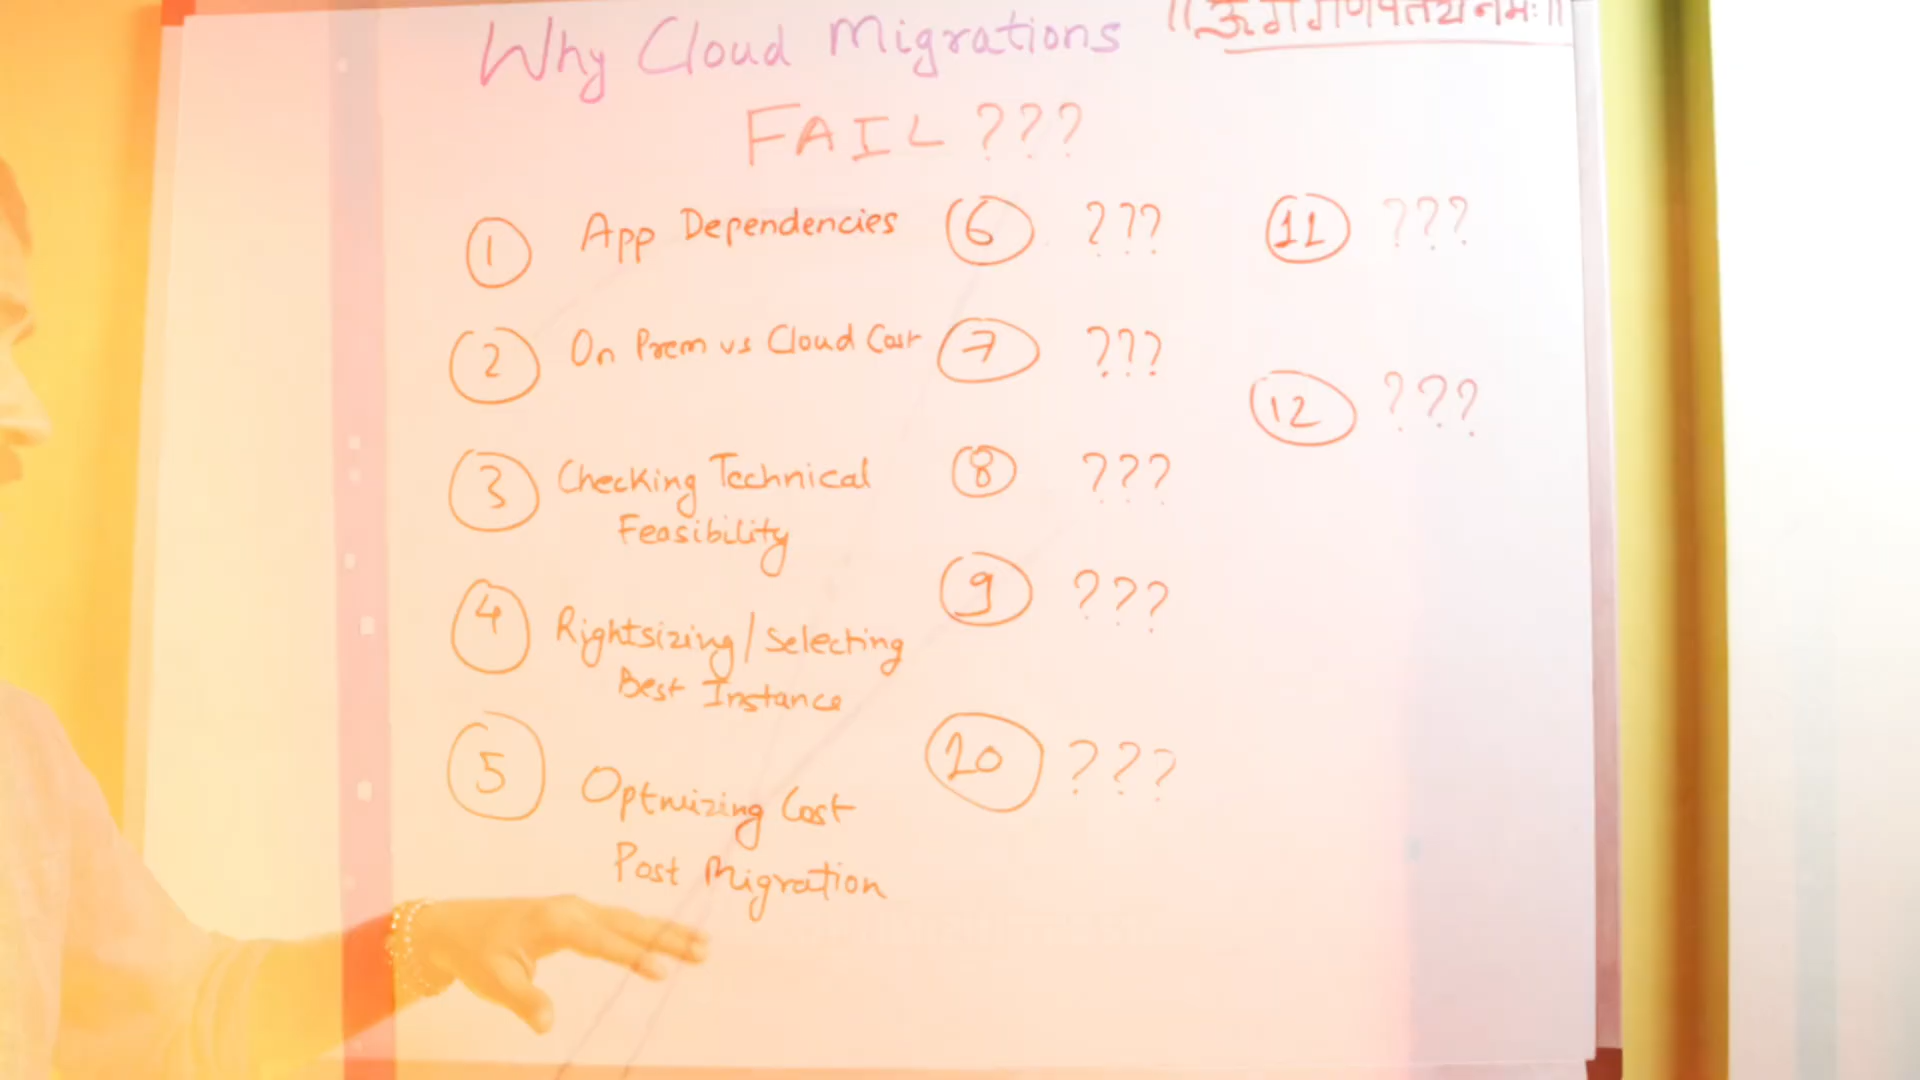 Why Cloud Migrations
॥ ॐ गं गणपतये नमः ॥
FAIL ???
1 App Dependencies
2 On Prem vs Cloud Cost
3 Checking Technical
Feasibility
4 Rightsizing/Selecting
Best Instance
5 Optmizing Cost
Post Migration
6 ???
7 ???
8 ???
9 ???
10 ???
11 ???
12 ???